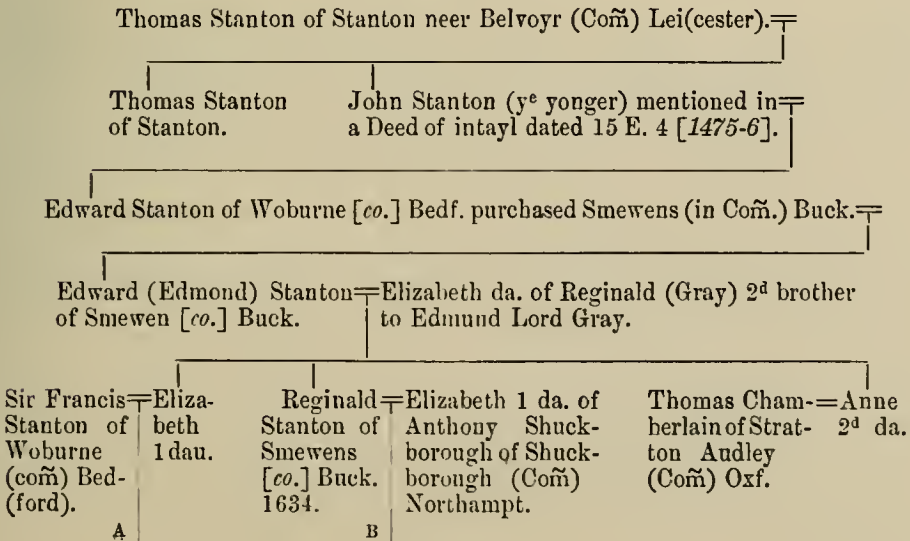 Thomas Stanton of Stanton neer Belvoyr (Com̃) Lei(cester).
Thomas Stanton
of Stanton.
John Stanton (yᵉ yonger) mentioned in
a Deed of intayl dated 15 E. 4 [1475-6].
Edward Stanton of Woburne [co.] Bedf. purchased Smewens (in Com̃.) Buck.
Edward (Edmond) Stanton
of Smewen [co.] Buck.
Elizabeth da. of Reginald (Gray) 2ᵈ brother
to Edmund Lord Gray.
Sir Francis
Stanton of
Woburne
(com̃) Bed-
(ford).
Eliza-
beth
1 dau.
Reginald
Stanton of
Smewens
[co.] Buck.
1634.
Elizabeth 1 da. of
Anthony Shuck-
borough of Shuck-
borough (Com̃)
Northampt.
Thomas Cham-
berlain of Strat-
ton Audley
(Com̃) Oxf.
Anne
2ᵈ da.
A
B